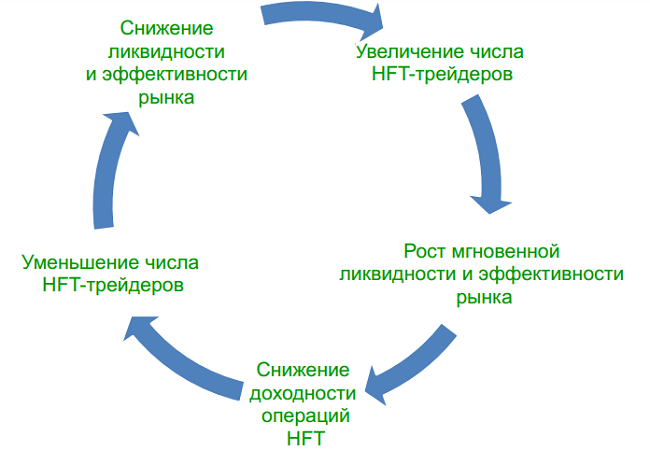 Снижение
ликвидности
и эффективности
рынка
Увеличение числа
HFT-трейдеров
Рост мгновенной
ликвидности и эффективности
рынка
Снижение
доходности
операций
HFT
Уменьшение числа
HFT-трейдеров